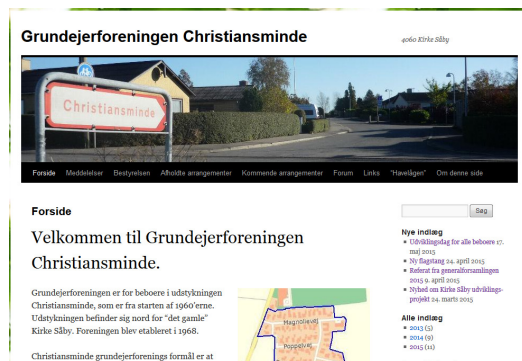 Grundejerforeningen Christiansminde
4060 Kirke Såby
Christiansminde
Forside Meddelelser Bestyrelsen Afholdte arrangementer Kommende arrangementer Forum Links "Havelågen" Om denne side
Forside
Velkommen til Grundejerforeningen
Christiansminde.
Grundejerforeningen er for beboere i udstykningen
Christiansminde, som er fra starten af 1960'erne.
Udstykningen befinder sig nord for "det gamle"
Kirke Såby. Foreningen blev etableret i 1968.
Christiansminde grundejerforenings formål er at
Magnolievej
Poppelvej
Søg
Nye indlæg
Udviklingsdag for alle beboere 17.
maj 2015
Ny flagstang 24. april 2015
Referat fra generalforsamlingen
2015 9. april 2015
Nyhed om Kirke Såby udviklings-
projekt 24. marts 2015
Alle indlæg
2013 (5)
2014 (9)
2015 (11)